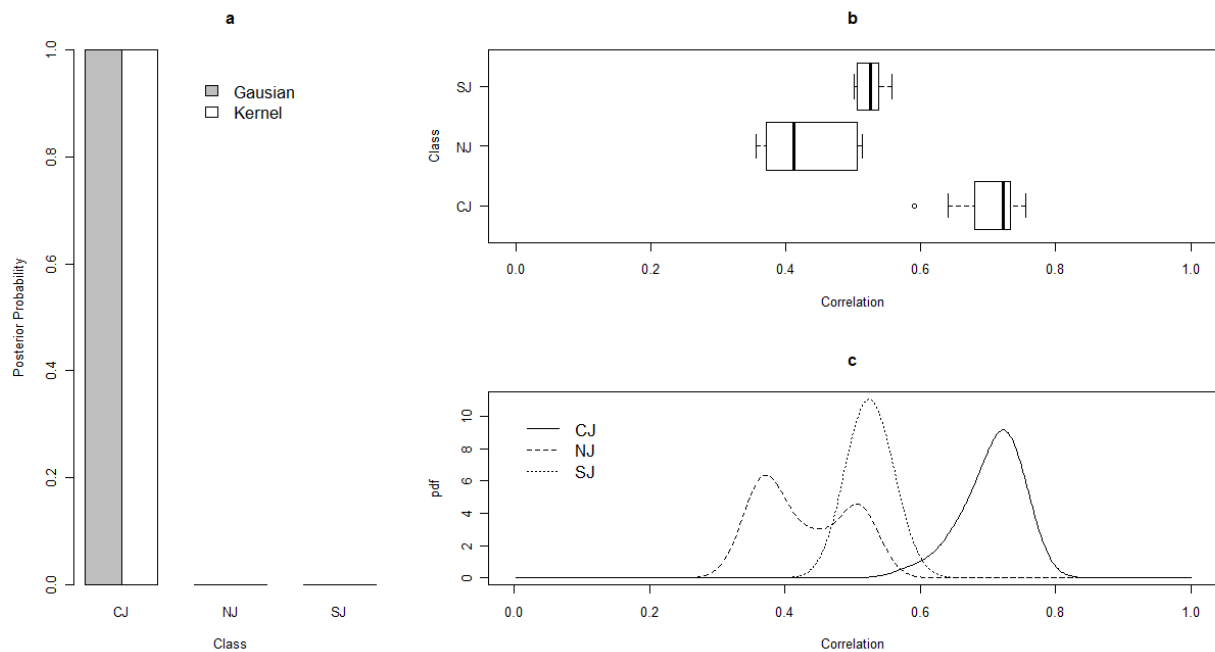 a
Posterior Probability
1.0
0.8
0.6
0.4
0.2
0.0
Gausian
Kernel
CJ NJ SJ
Class
b
Class
SJ
NJ
CJ
0.0 0.2 0.4 0.6 0.8 1.0
Correlation
c
pdf
10
8
6
4
2
0
CJ
NJ
SJ
0.0 0.2 0.4 0.6 0.8 1.0
Correlation